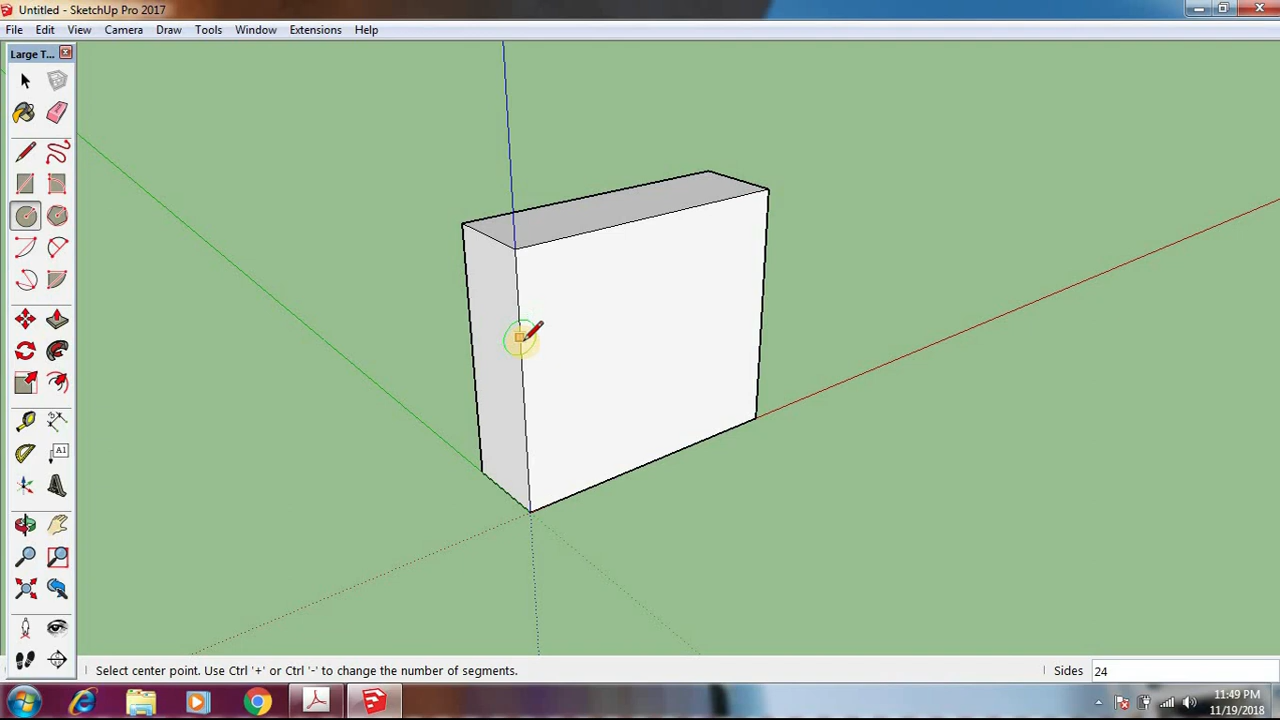 Untitled - SketchUp Pro 2017
File Edit View Camera Draw Tools Window Extensions Help
Large T...
A1
Select center point. Use Ctrl '+' or Ctrl '-' to change the number of segments.
Sides 24
11:49 PM
11/19/2018